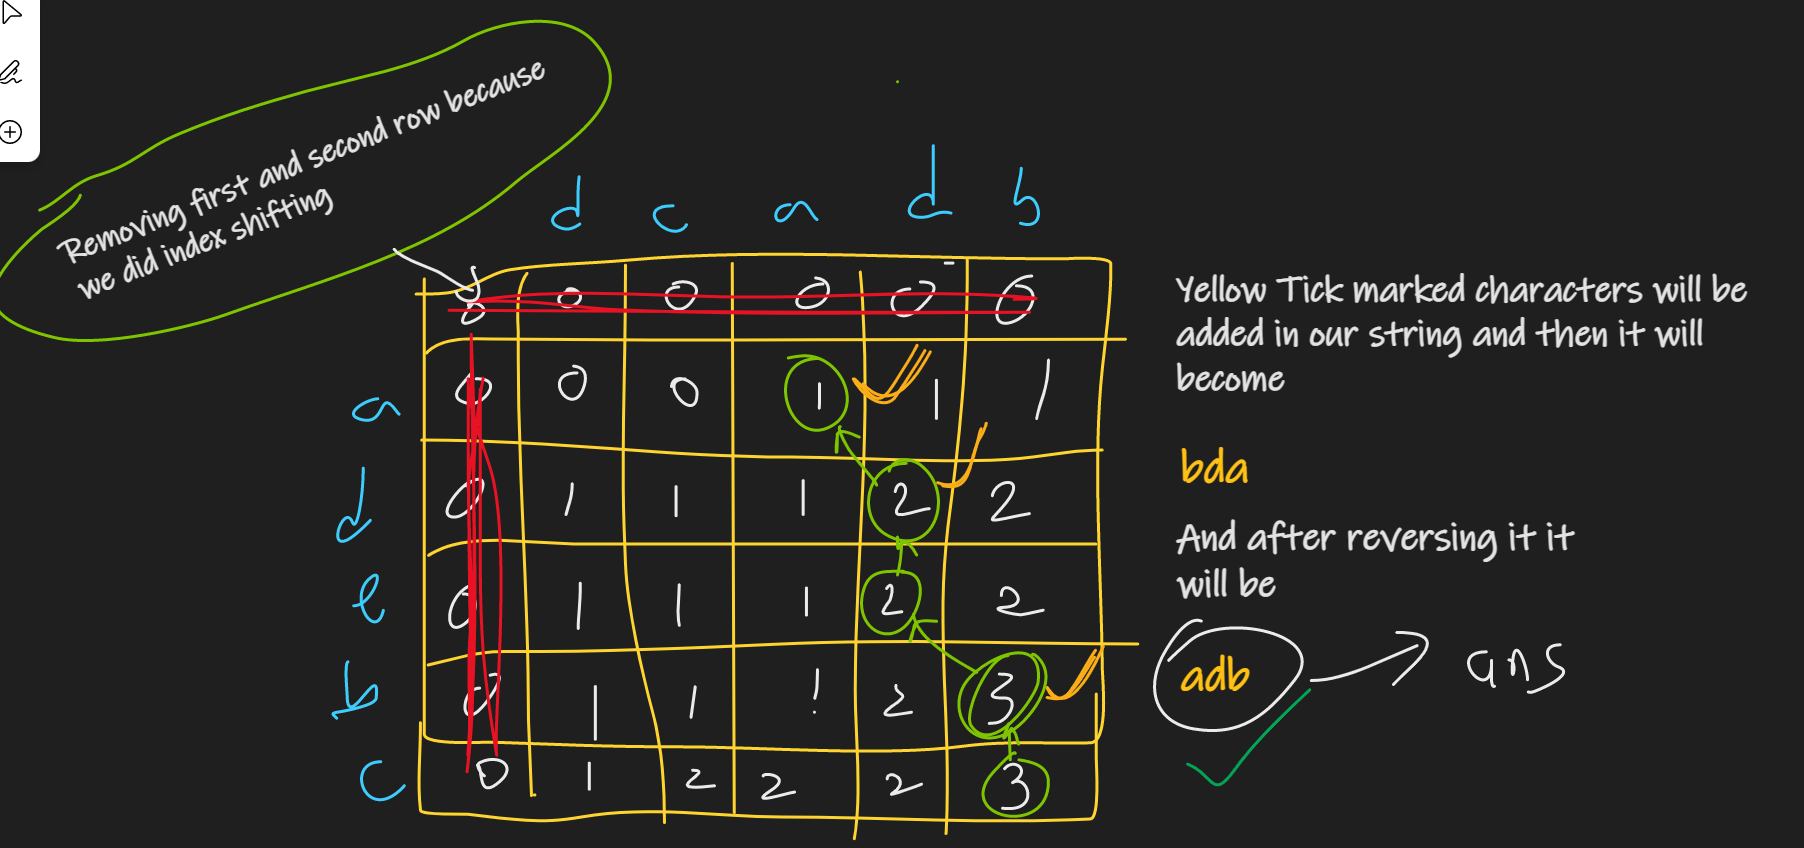 Removing first and second row because
we did index shifting
d c a d b
0 0 0 0 0 0
a 0 0 0 1 1 1
d 0 1 1 1 2 2
e 0 1 1 1 2 2
b 0 1 1 1 2 3
c 0 1 2 2 2 3
Yellow Tick marked characters will be
added in our string and then it will
become
bda
And after reversing it it
will be
adb
ans